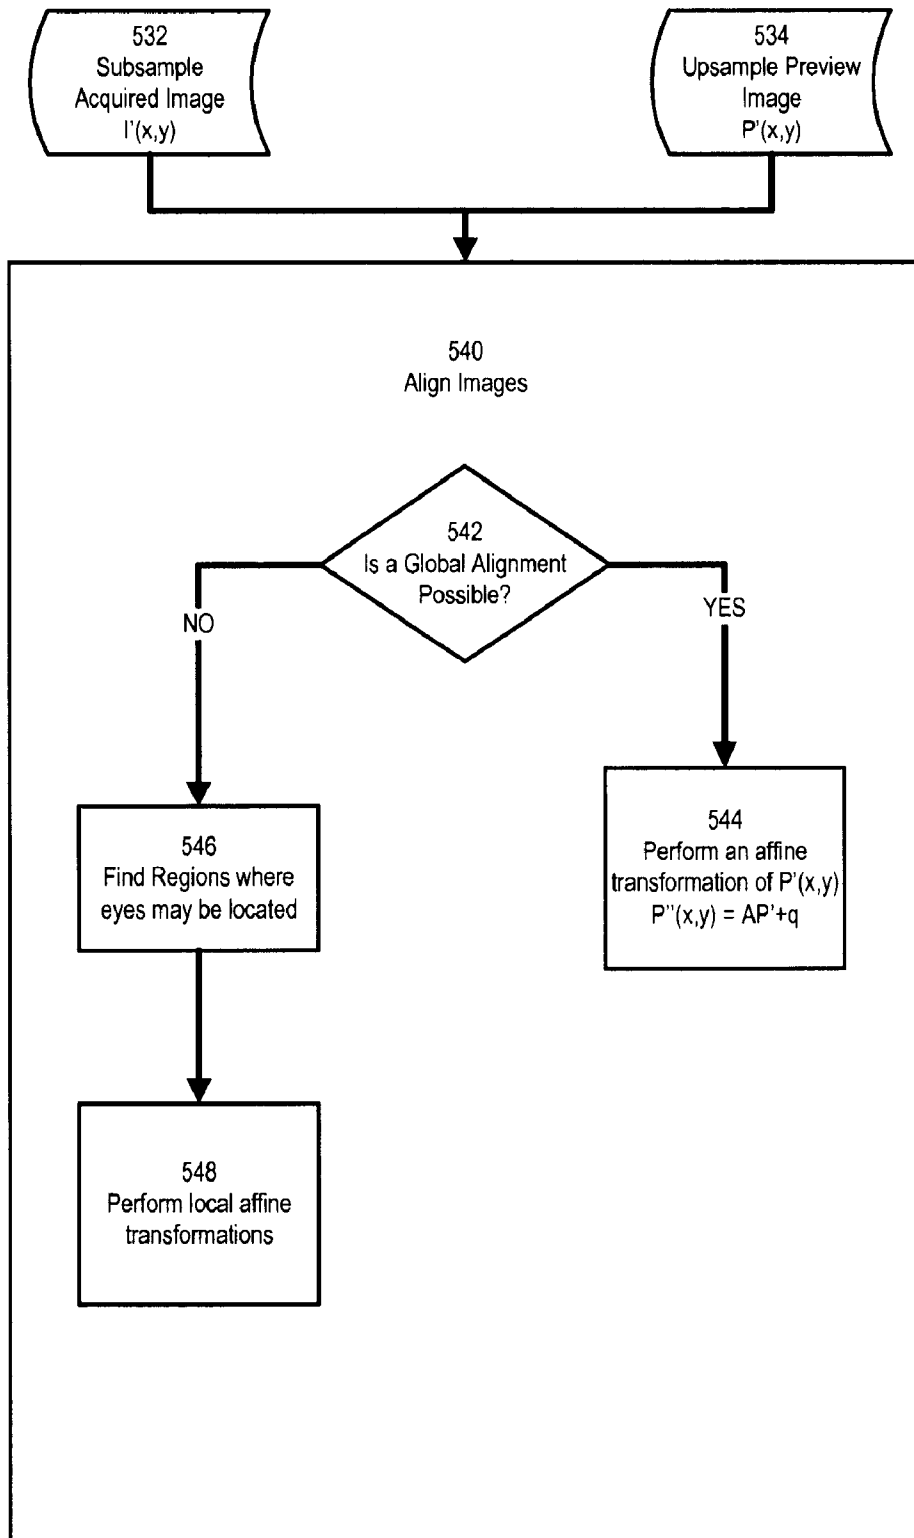 532
Subsample
Acquired Image
I'(x,y)
534
Upsample Preview
Image
P'(x,y)
540
Align Images
542
Is a Global Alignment
Possible?
NO
YES
546
Find Regions where
eyes may be located
544
Perform an affine
transformation of P'(x,y)
P''(x,y) = AP'+q
548
Perform local affine
transformations